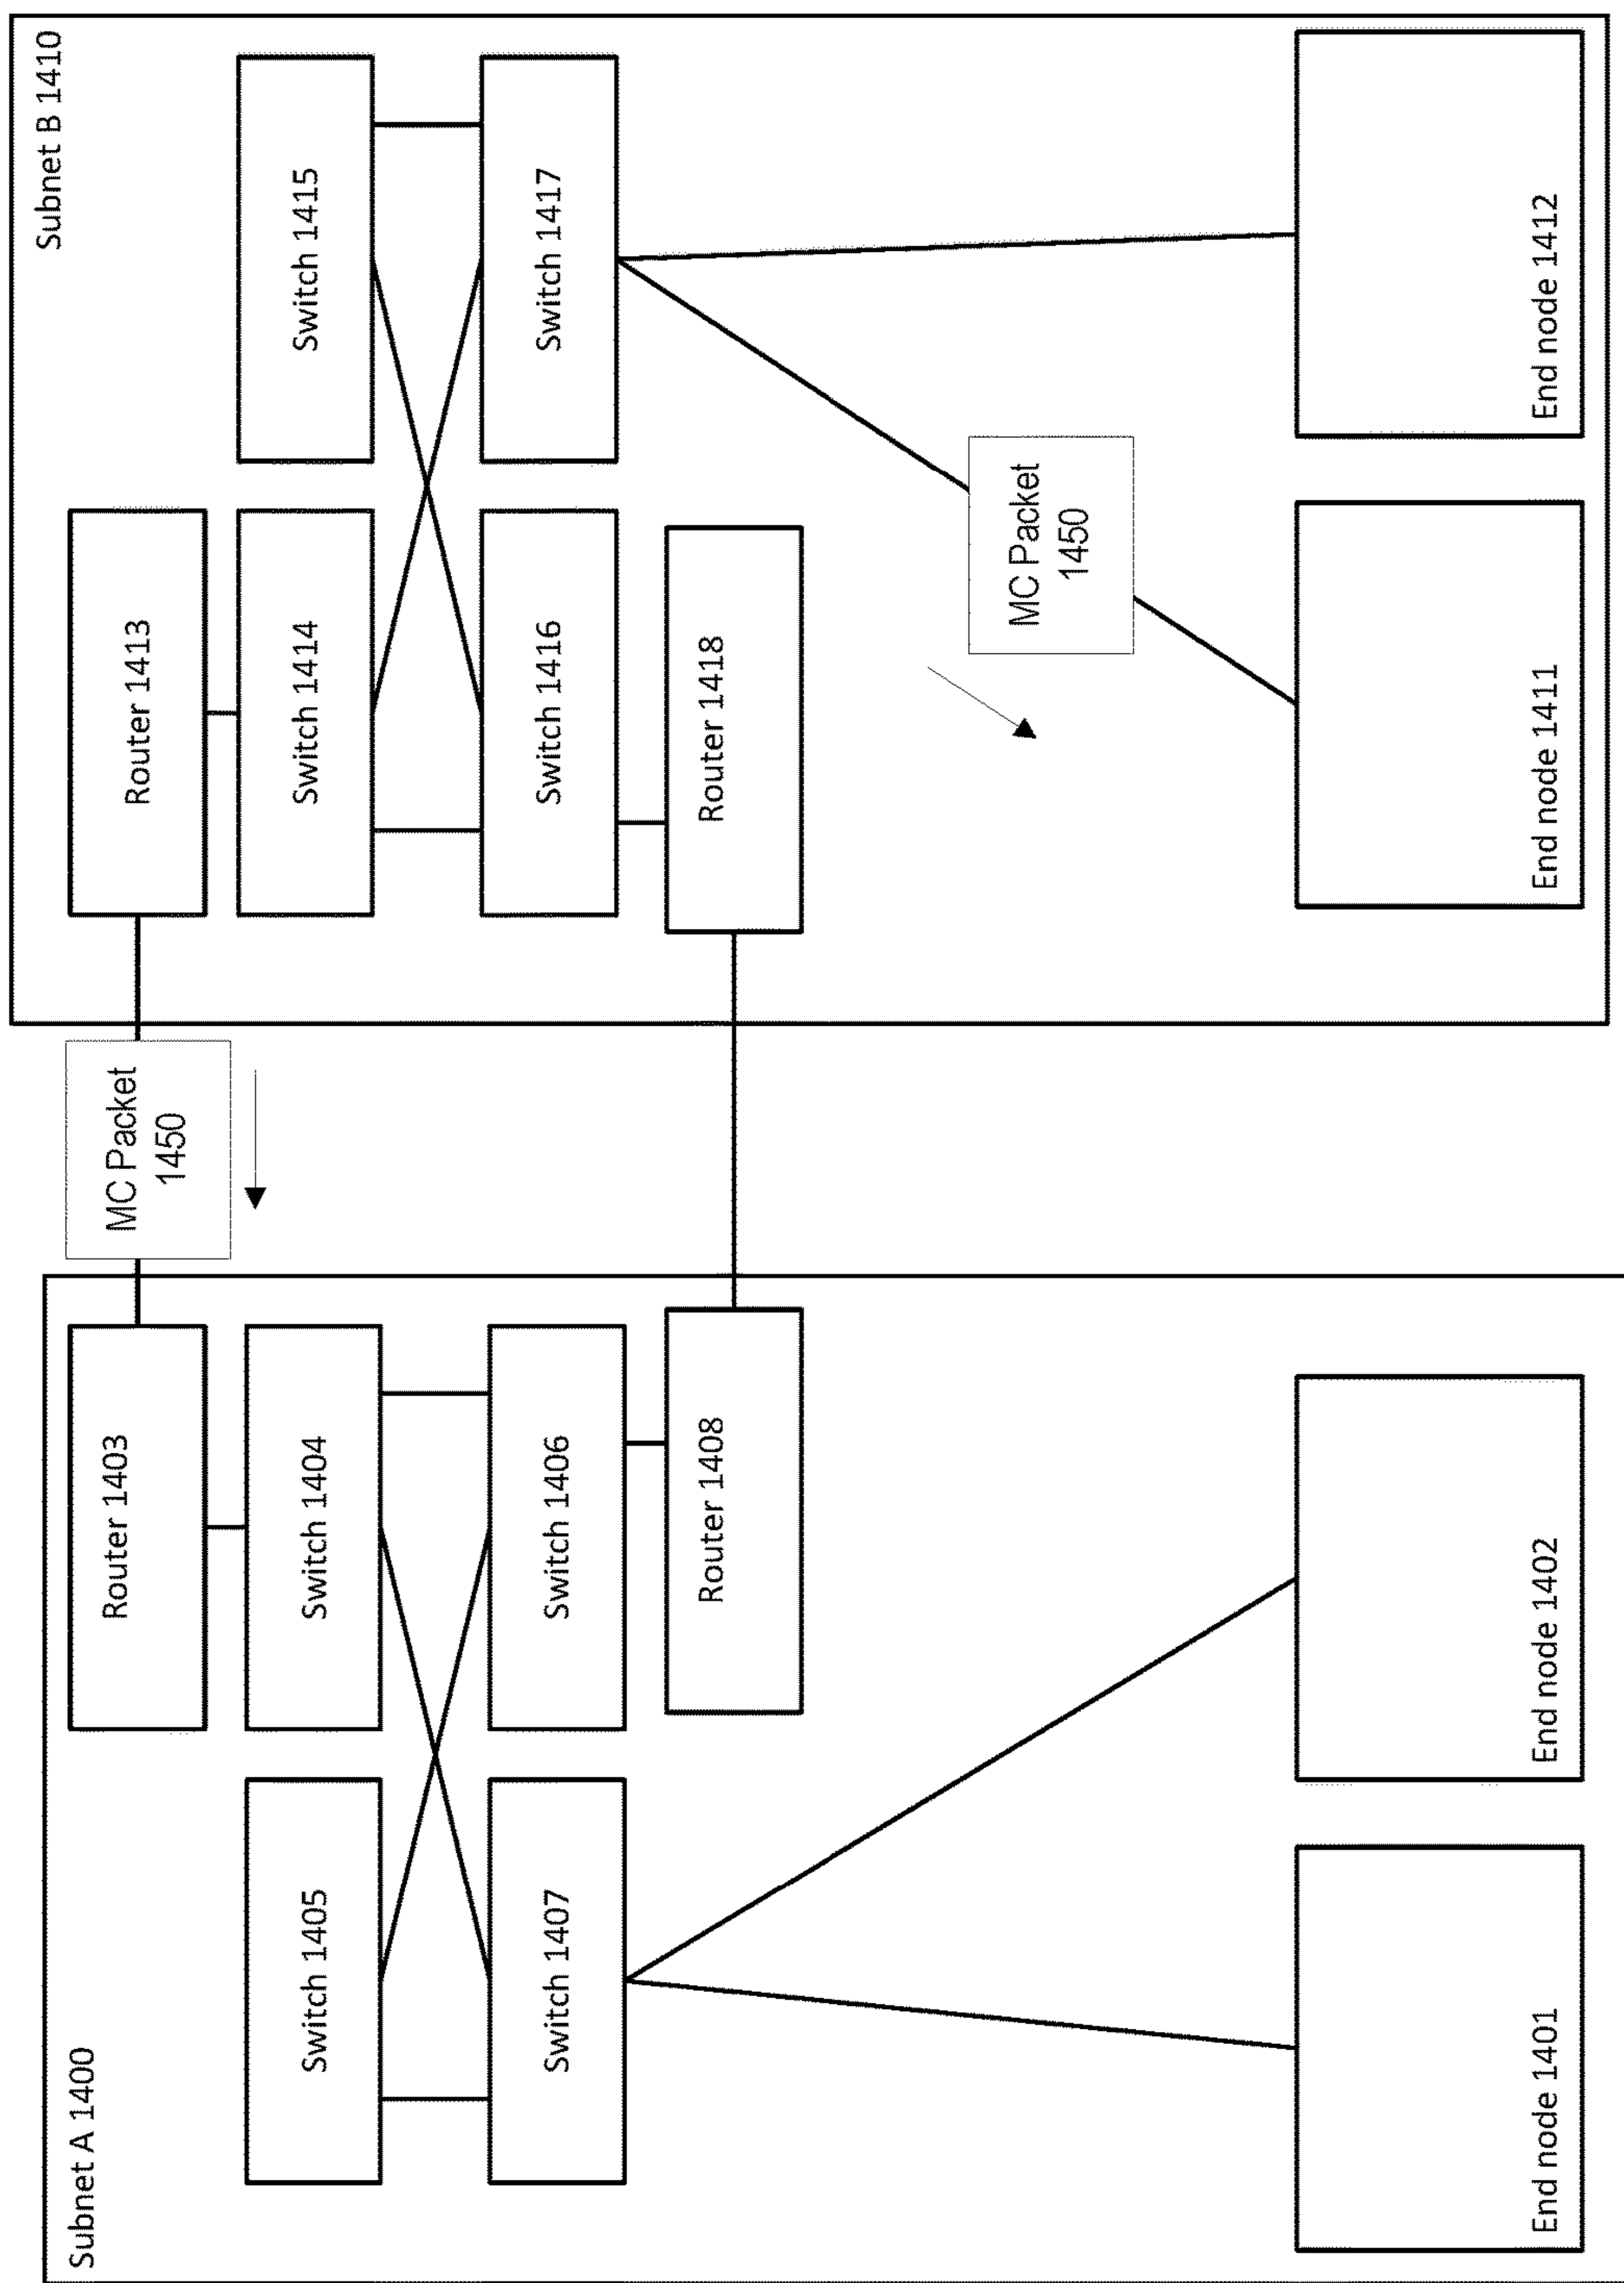 Subnet A 1400
Router 1403
Switch 1405
Switch 1404
Switch 1407
Switch 1406
Router 1408
End node 1401
End node 1402
MC Packet
1450
Subnet B 1410
Router 1413
Switch 1414
Switch 1415
Switch 1416
Switch 1417
Router 1418
MC Packet
1450
End node 1411
End node 1412